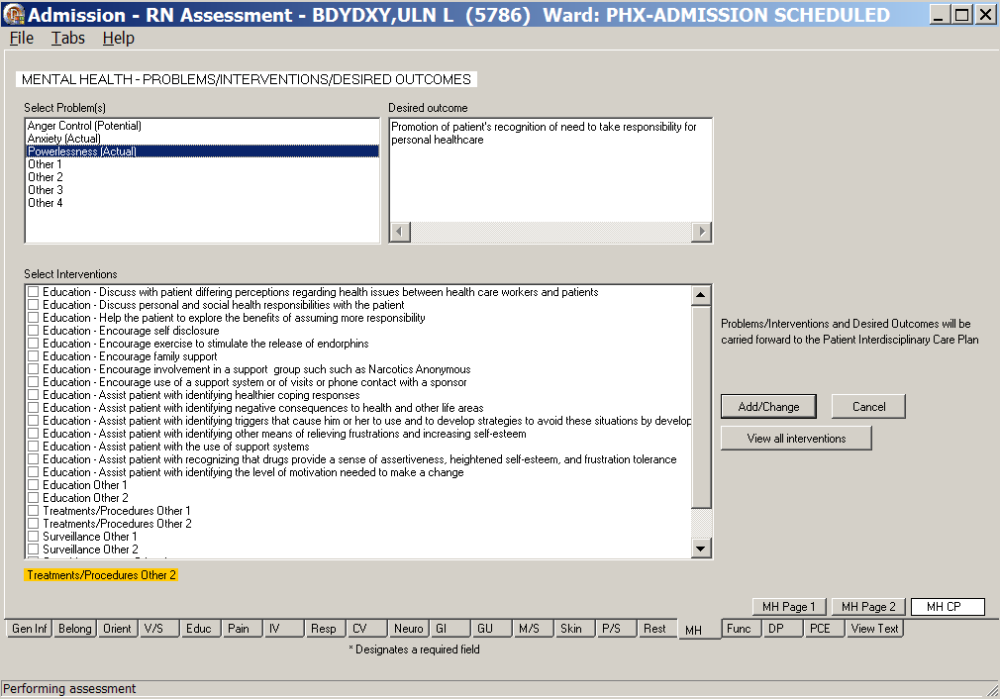 Admission - RN Assessment - BDYDXY,ULN L (5786) Ward: PHX-ADMISSION SCHEDULED
File Tabs Help
MENTAL HEALTH - PROBLEMS/INTERVENTIONS/DESIRED OUTCOMES
Select Problem(s)
Anger Control (Potential)
Anxiety (Actual)
Powerlessness (Actual)
Other 1
Other 2
Other 3
Other 4
Desired outcome
Promotion of patient's recognition of need to take responsibility for
personal healthcare
Select Interventions
Education - Discuss with patient differing perceptions regarding health issues between health care workers and patients
Education - Discuss personal and social health responsibilities with the patient
Education - Help the patient to explore the benefits of assuming more responsibility
Education - Encourage self disclosure
Education - Encourage exercise to stimulate the release of endorphins
Education - Encourage family support
Education - Encourage involvement in a support group such such as Narcotics Anonymous
Education - Encourage use of a support system or of visits or phone contact with a sponsor
Education - Assist patient with identifying healthier coping responses
Education - Assist patient with identifying negative consequences to health and other life areas
Education - Assist patient with identifying triggers that cause him or her to use and to develop strategies to avoid these situations by develop
Education - Assist patient with identifying other means of relieving frustrations and increasing self-esteem
Education - Assist patient with the use of support systems
Education - Assist patient with recognizing that drugs provide a sense of assertiveness, heightened self-esteem, and frustration tolerance
Education - Assist patient with identifying the level of motivation needed to make a change
Education Other 1
Education Other 2
Treatments/Procedures Other 1
Treatments/Procedures Other 2
Surveillance Other 1
Surveillance Other 2
Treatments/Procedures Other 2
Problems/Interventions and Desired Outcomes will be
carried forward to the Patient Interdisciplinary Care Plan
Add/Change Cancel
View all interventions
MH Page 1 MH Page 2 MH CP
Gen Inf Belong Orient V/S Educ Pain IV Resp CV Neuro GI GU M/S Skin P/S Rest MH Func DP PCE View Text
* Designates a required field
Performing assessment